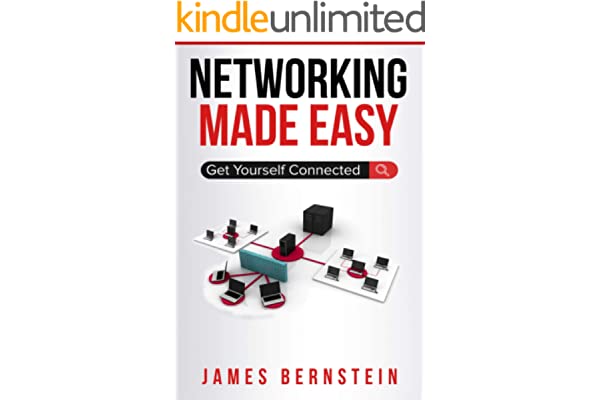 kindleunlimited
NETWORKING
MADE EASY
Get Yourself Connected
JAMES BERNSTEIN